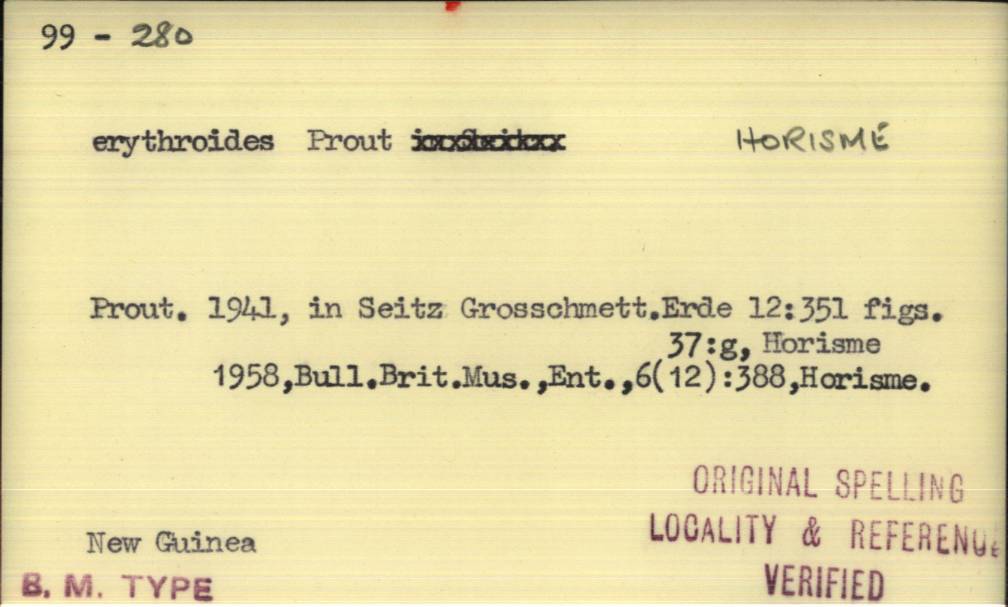 99 - 280
erythroides Prout HORISME
Prout. 1941, in Seitz Grosschmett.Erde 12:351 figs.
37:g, Horisme
1958,Bull.Brit.Mus.,Ent.,6(12):388,Horisme.
ORIGINAL SPELLING
New Guinea LOCALITY & REFERENCE
B. M. TYPE VERIFIED